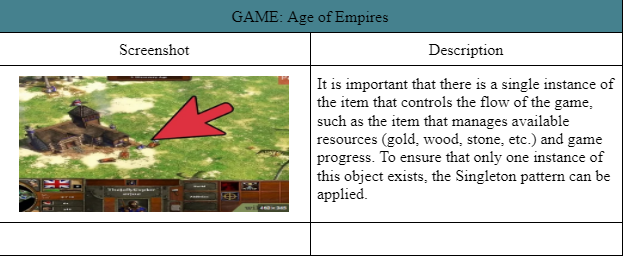 GAME: Age of Empires
Screenshot
Description
It is important that there is a single instance of
the item that controls the flow of the game,
such as the item that manages available
resources (gold, wood, stone, etc.) and game
progress. To ensure that only one instance of
this object exists, the Singleton pattern can be
applied.